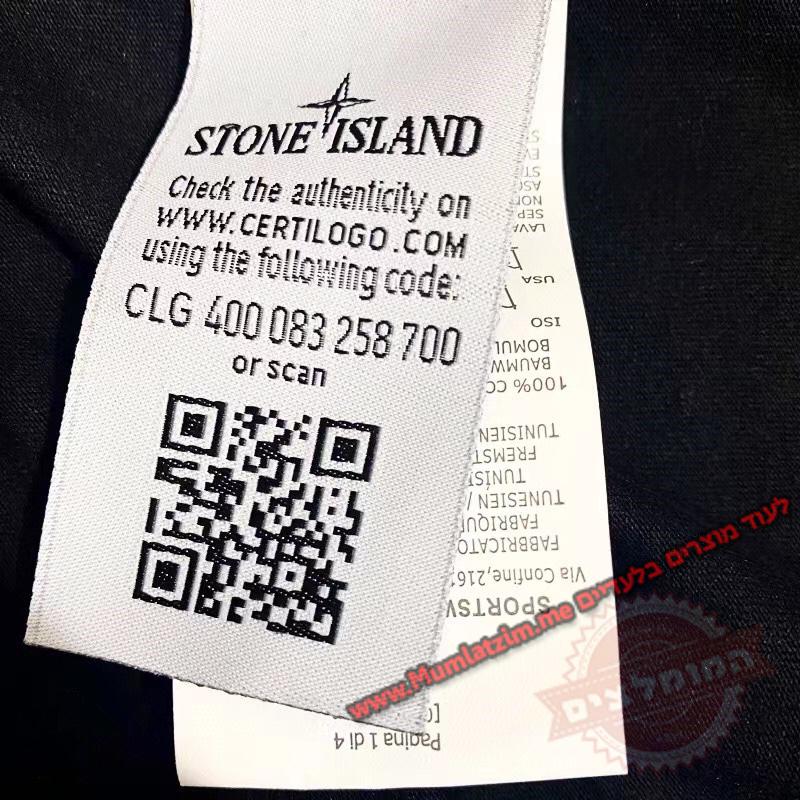 STONE ISLAND
Check the authenticity on
WWW.CERTILOGO.COM
using the following code:
CLG 400 083 258 700
or scan
LAVA
USA
ISO
BOMUL
BAUMW
100% CO
TUNISIEN
FREMST
TUNESIEN /
FABRIQU
FABBRICATO
Via Confine, 216
SPORTSW
Pagina 1 di 4
לעוד מוצרים בלעדיים www.Mumlatzim.me
המומלצים